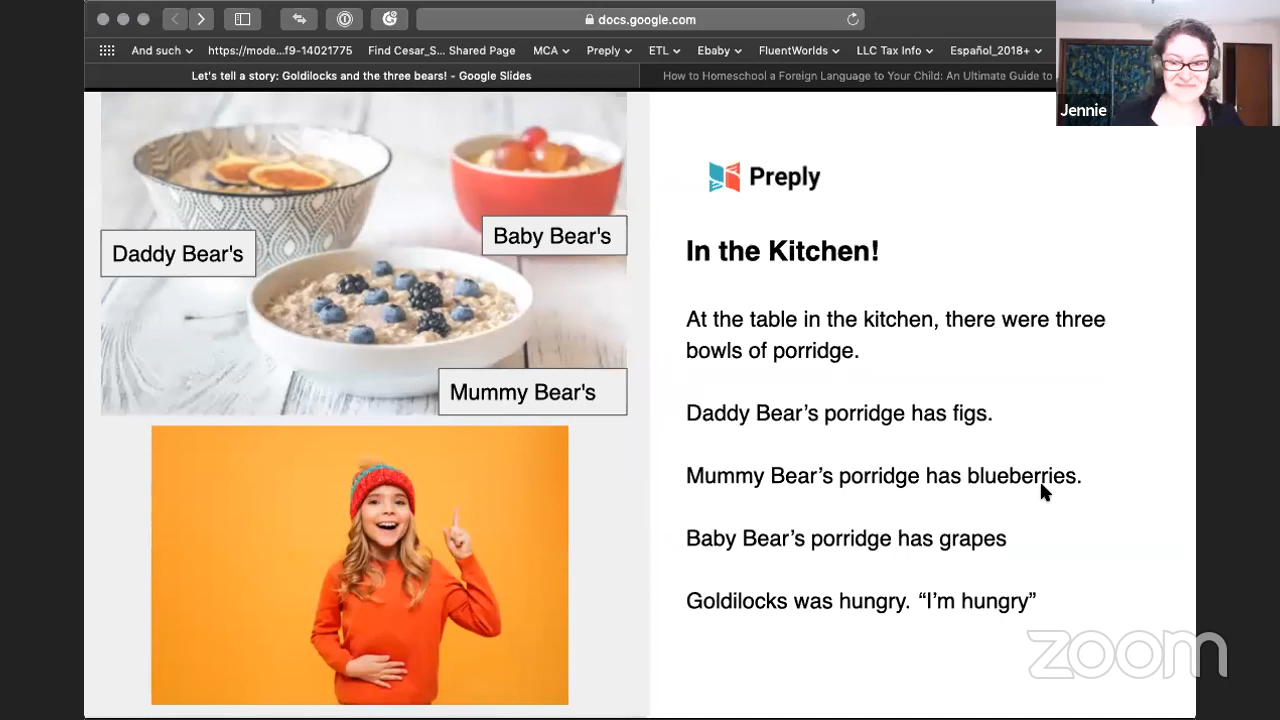 docs.google.com
And such
https://mode...f9-14021775
Find Cesar_S... Shared Page
MCA
Preply
ETL
Ebaby
FluentWorlds
LLC Tax Info
Español_2018+
Let's tell a story: Goldilocks and the three bears! - Google Slides
How to Homeschool a Foreign Language to Your Child: An Ultimate Guide to
Jennie
Daddy Bear's
Baby Bear's
Mummy Bear's
Preply
In the Kitchen!
At the table in the kitchen, there were three
bowls of porridge.
Daddy Bear’s porridge has figs.
Mummy Bear’s porridge has blueberries.
Baby Bear’s porridge has grapes
Goldilocks was hungry. “I’m hungry”
zoom